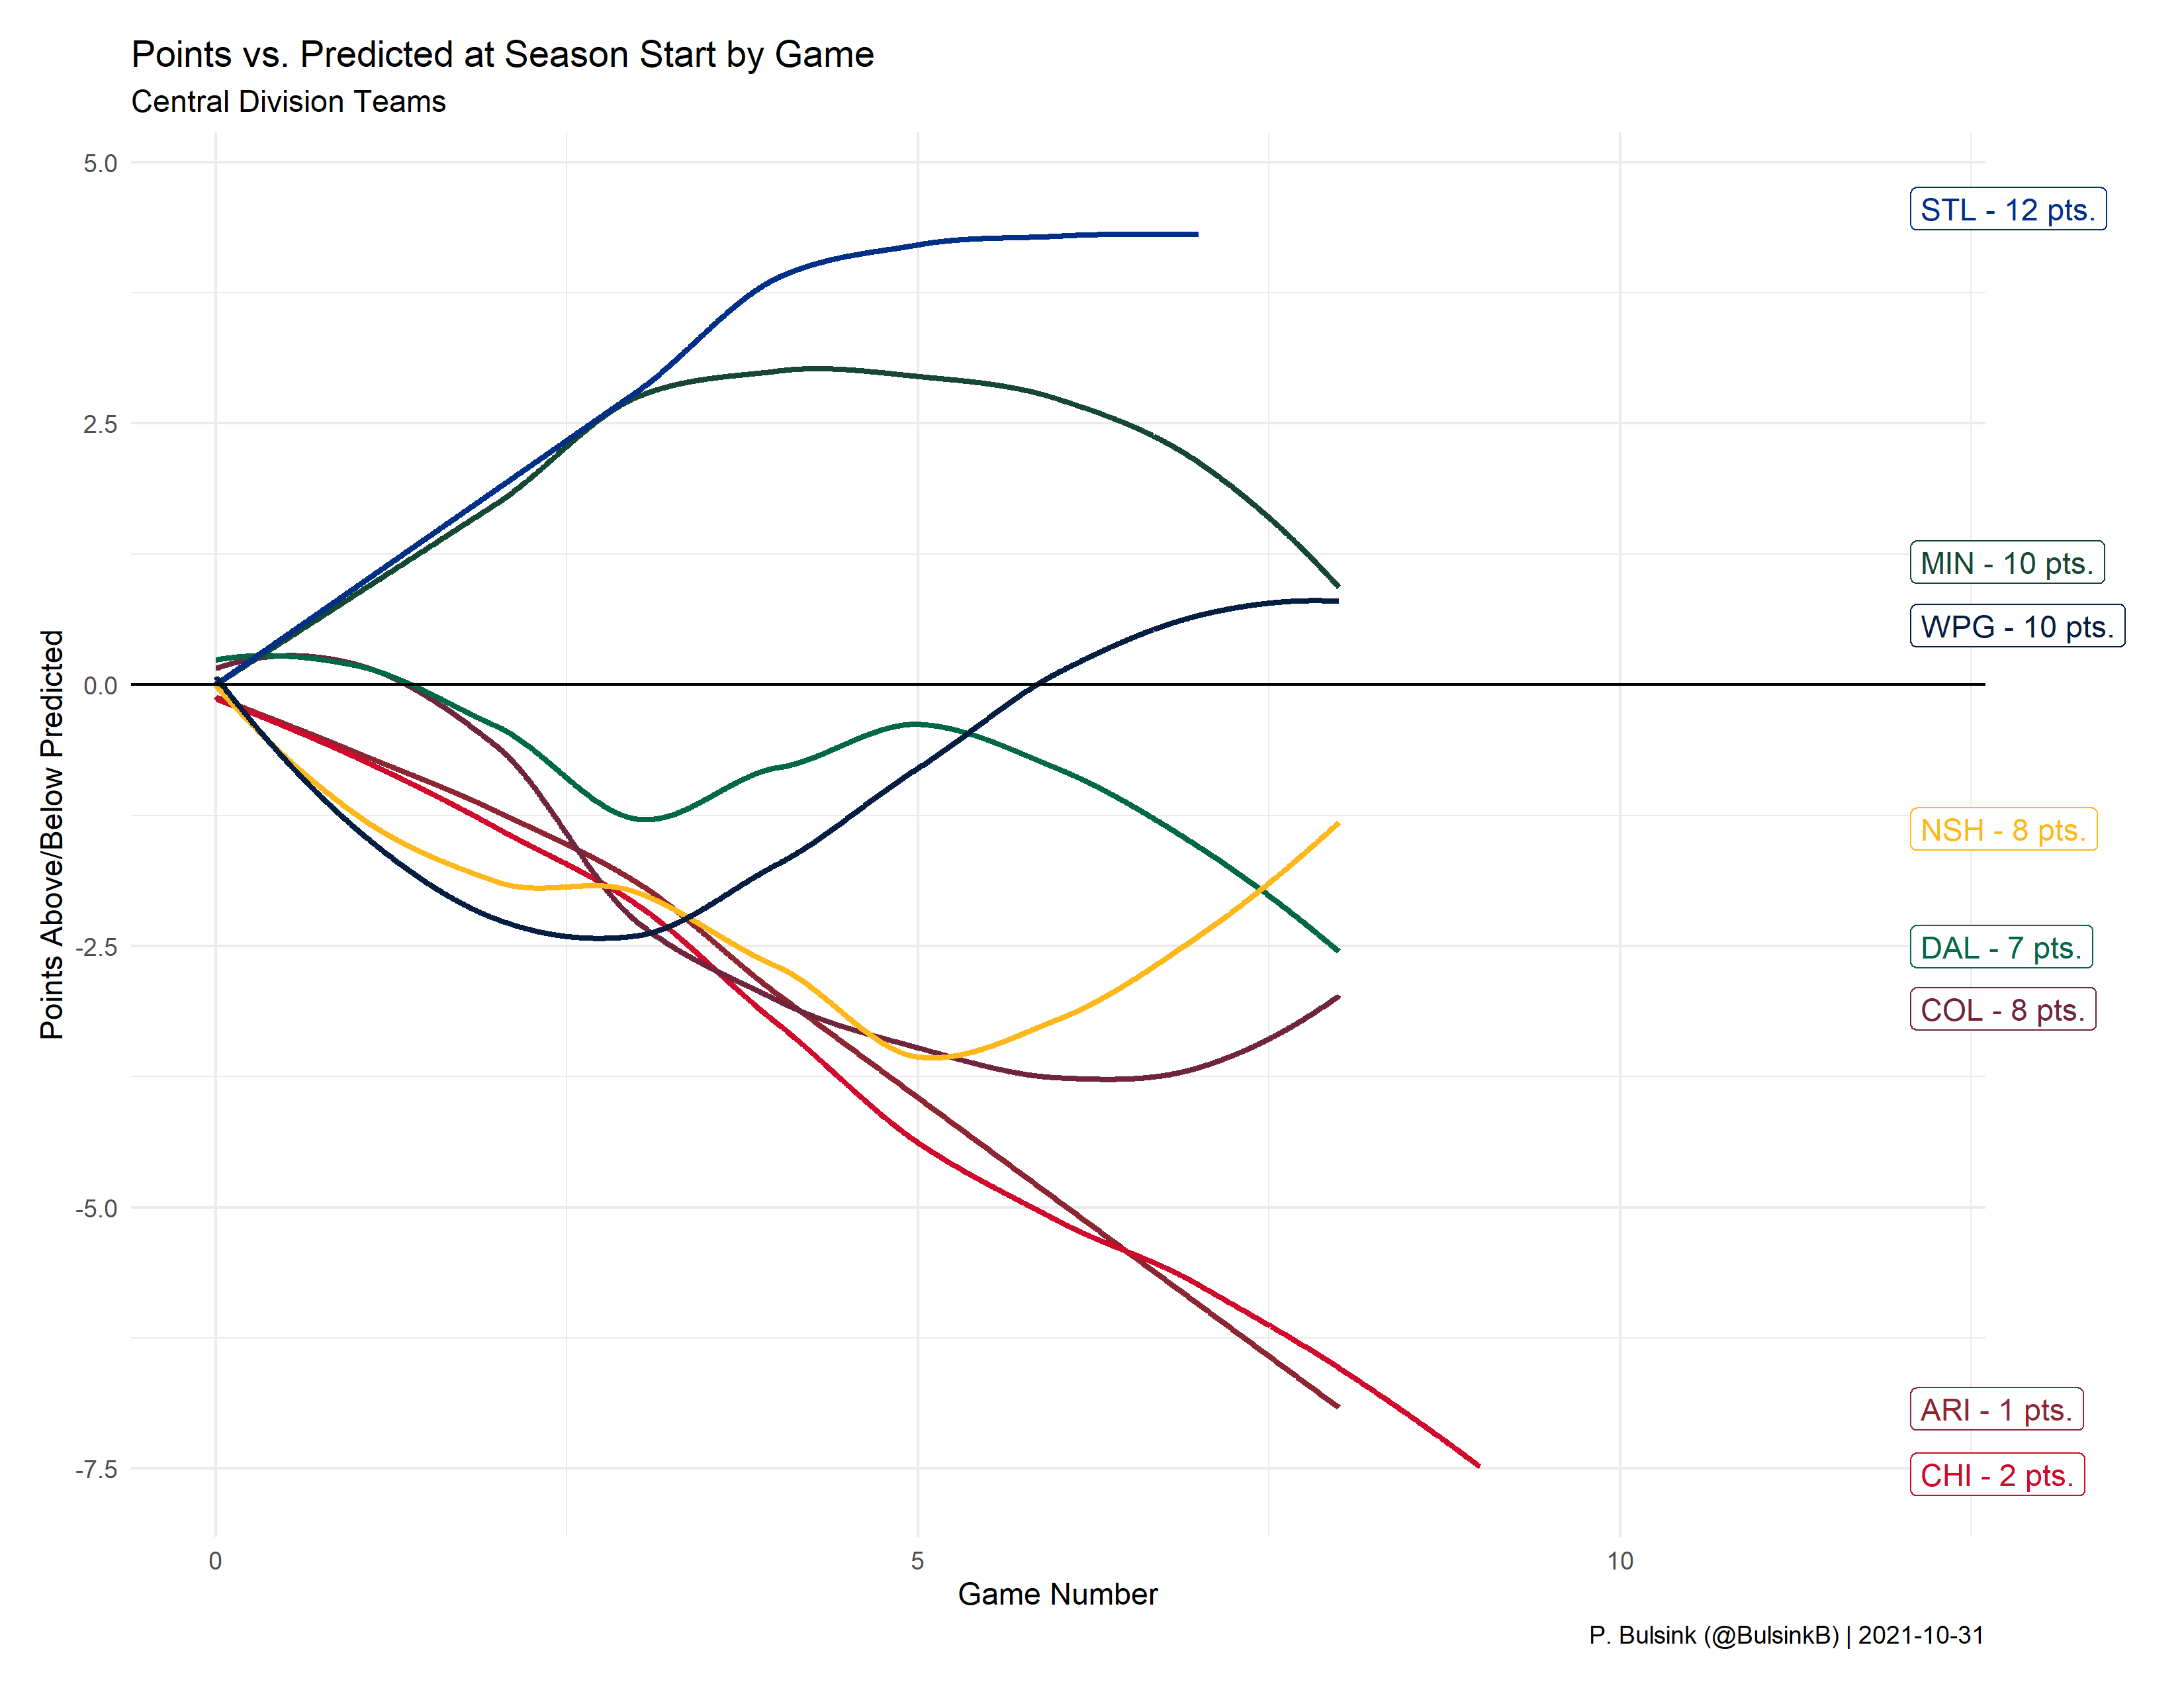 Points vs. Predicted at Season Start by Game
Central Division Teams
Points Above/Below Predicted
5.0
2.5
0.0
-2.5
-5.0
-7.5
STL - 12 pts.
MIN - 10 pts.
WPG - 10 pts.
NSH - 8 pts.
DAL - 7 pts.
COL - 8 pts.
ARI - 1 pts.
CHI - 2 pts.
0
5
10
Game Number
P. Bulsink (@BulsinkB) | 2021-10-31